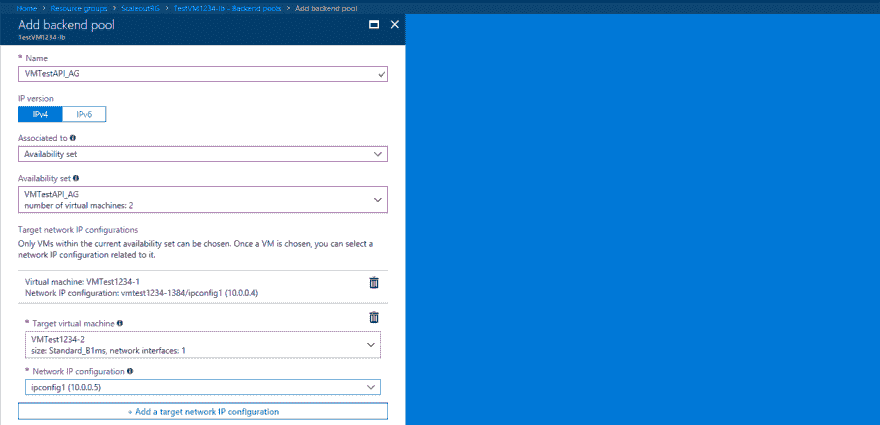 Home > Resource groups > ScaleoutRG > TestVM1234-lb - Backend pools > Add backend pool
Add backend pool
TestVM1234-lb
* Name
VMTestAPI_AG
IP version
IPv4 IPv6
Associated to
Availability set
Availability set
VMTestAPI_AG
number of virtual machines: 2
Target network IP configurations
Only VMs within the current availability set can be chosen. Once a VM is chosen, you can select a
network IP configuration related to it.
Virtual machine: VMTest1234-1
Network IP configuration: vmtest1234-1384/ipconfig1 (10.0.0.4)
* Target virtual machine
VMTest1234-2
size: Standard_B1ms, network interfaces: 1
* Network IP configuration
ipconfig1 (10.0.0.5)
+ Add a target network IP configuration